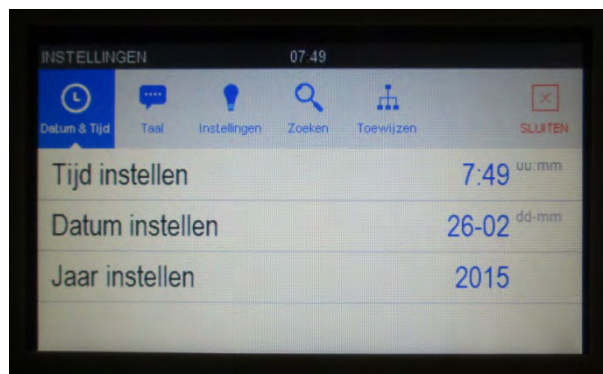 INSTELLINGEN 07:49
Datum & Tijd Taal Instellingen Zoeken Toewijzen SLUITEN
Tijd instellen 7:49 uu:mm
Datum instellen 26-02 dd-mm
Jaar instellen 2015